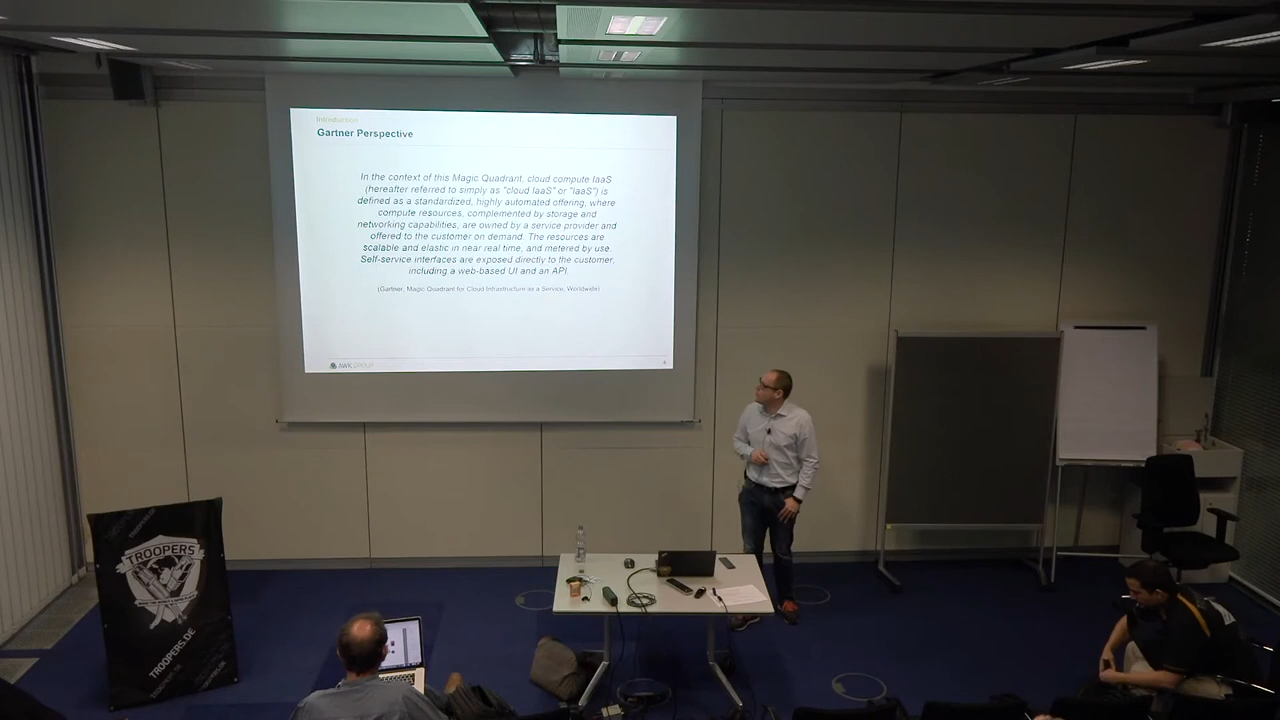 Introduction
Gartner Perspective
In the context of this Magic Quadrant, cloud compute IaaS
(hereafter referred to simply as "cloud IaaS" or "IaaS") is
defined as a standardized, highly automated offering, where
compute resources, complemented by storage and
networking capabilities, are owned by a service provider and
offered to the customer on demand. The resources are
scalable and elastic in near real time, and metered by use.
Self-service interfaces are exposed directly to the customer,
including a web-based UI and an API.
(Gartner, Magic Quadrant for Cloud Infrastructure as a Service, Worldwide)
AWK GROUP
TROOPERS
TROOPERS.DE